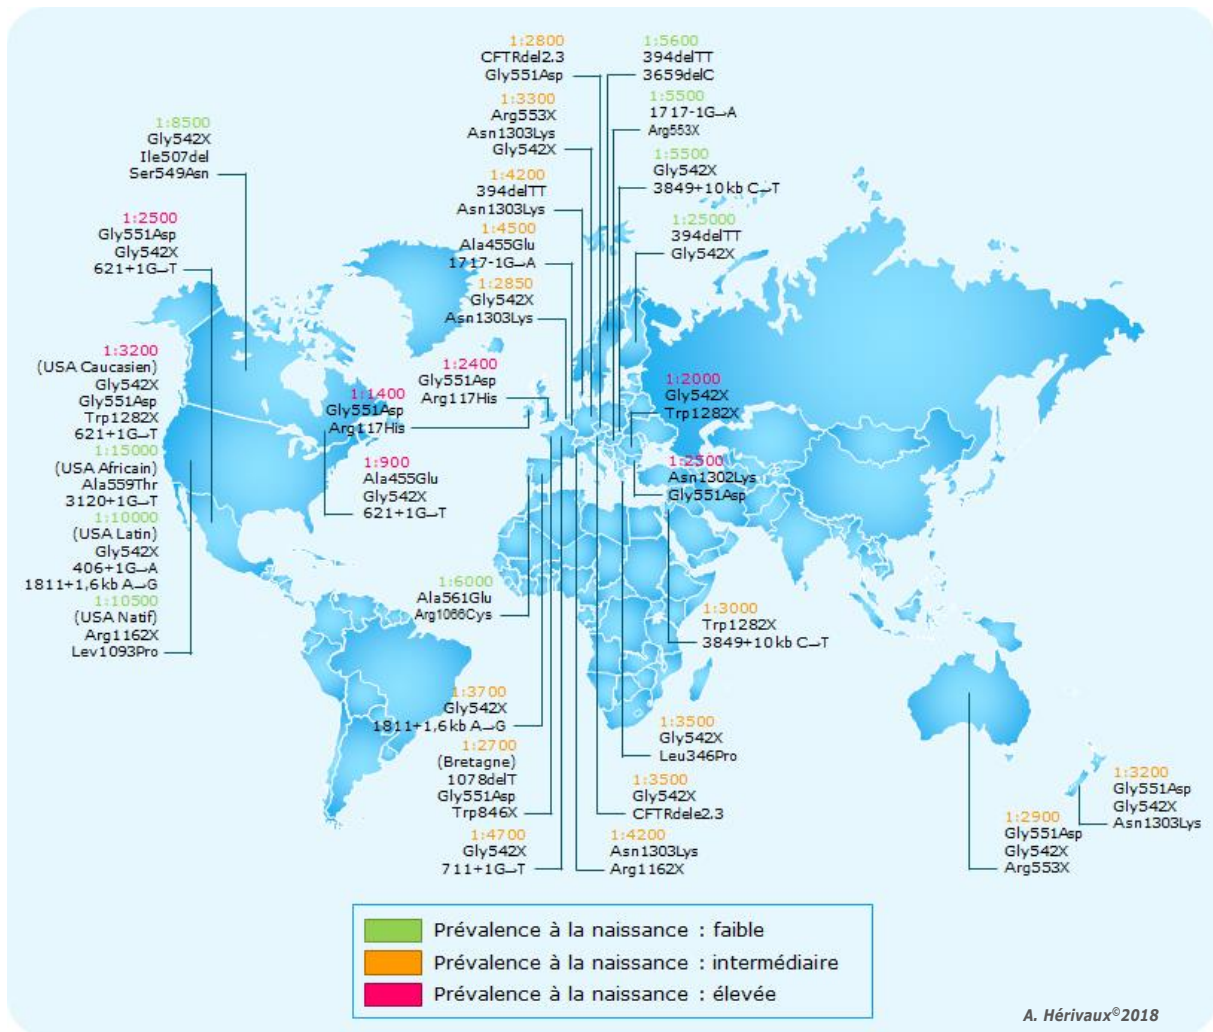 1:2800
CFTRdel2.3
Gly551Asp
1:5600
394delTT
3659delC
1:3300
Arg553X
Asn1303Lys
Gly542X
1:5500
1717-1G→A
Arg553X
1:8500
Gly542X
Ile507del
Ser549Asn
1:5500
Gly542X
3849+10kb C→T
1:4200
394delTT
Asn1303Lys
1:2500
Gly551Asp
Gly542X
621+1G→T
1:25000
394delTT
Gly542X
1:4500
Ala455Glu
1717-1G→A
1:2850
Gly542X
Asn1303Lys
1:3200
(USA Caucasien)
Gly542X
Gly551Asp
Trp1282X
621+1G→T
1:15000
(USA Africain)
Ala559Thr
3120+1G→T
1:10000
(USA Latin)
Gly542X
406+1G→A
1811+1,6kb A→G
1:10500
(USA Natif)
Arg1162X
Lev1093Pro
1:2400
Gly551Asp
Arg117His
1:1400
Gly551Asp
Arg117His
1:2000
Gly542X
Trp1282X
1:900
Ala455Glu
Gly542X
621+1G→T
1:2500
Asn1302Lys
Gly551Asp
1:6000
Ala561Glu
Arg1066Cys
1:3000
Trp1282X
3849+10kb C→T
1:3700
Gly542X
1811+1,6kb A→G
1:3500
Gly542X
Leu346Pro
1:2700
(Bretagne)
1078delT
Gly551Asp
Trp846X
1:3500
Gly542X
CFTRdele2.3
1:4700
Gly542X
711+1G→T
1:4200
Asn1303Lys
Arg1162X
1:3200
Gly551Asp
Gly542X
Asn1303Lys
1:2900
Gly551Asp
Gly542X
Arg553X
Prévalence à la naissance : faible
Prévalence à la naissance : intermédiaire
Prévalence à la naissance : élevée
A. Hérivaux©2018